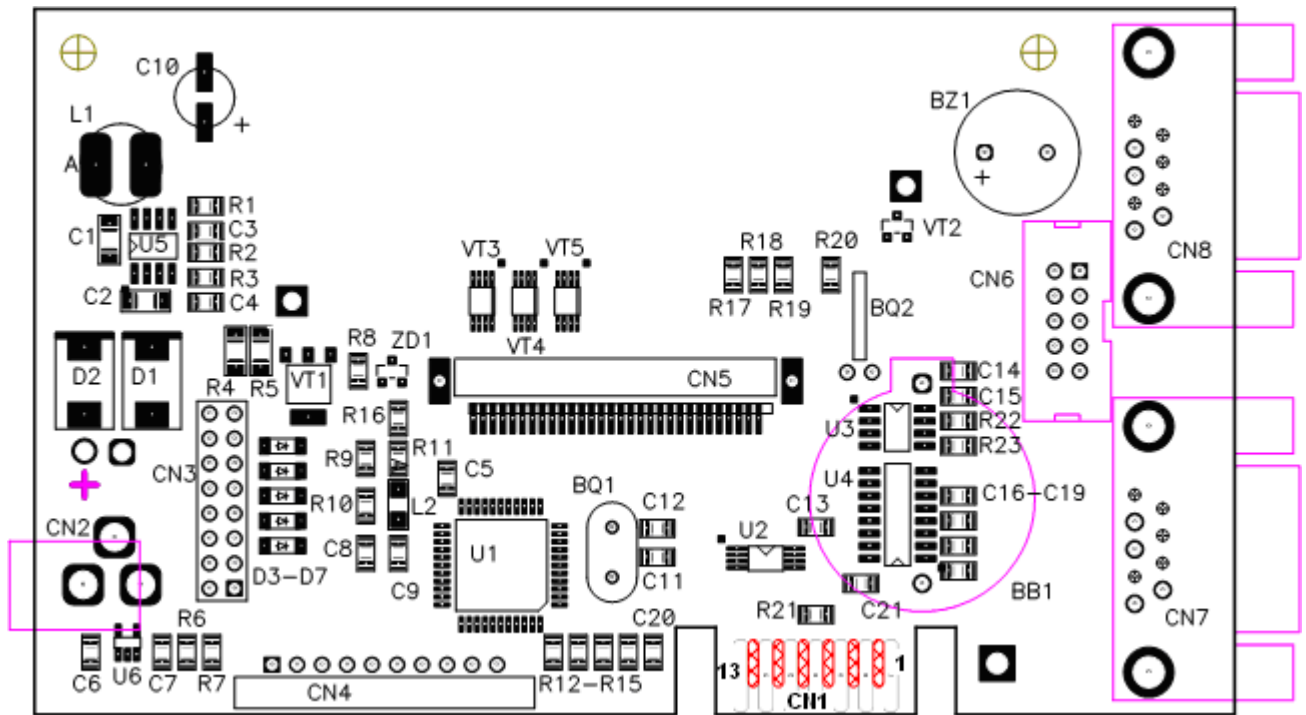 C10
+
L1
A
BZ1
+
R1
C3
C1
U5
R2
R3
C2
C4
VT2
CN8
VT3
VT5
R18
R20
CN6
R17
R19
BQ2
VT4
R8
ZD1
D2
D1
R4
R5
VT1
CN5
C14
C15
R16
U3
R22
R23
CN3
R9
R11
A
C5
U4
+
BQ1
C12
C13
C16-C19
R10
L2
CN2
U2
U1
C8
D3-D7
C9
C11
C21
BB1
R21
CN7
R6
C20
C6
U6
C7
R7
CN4
R12-R15
13
1
CN1